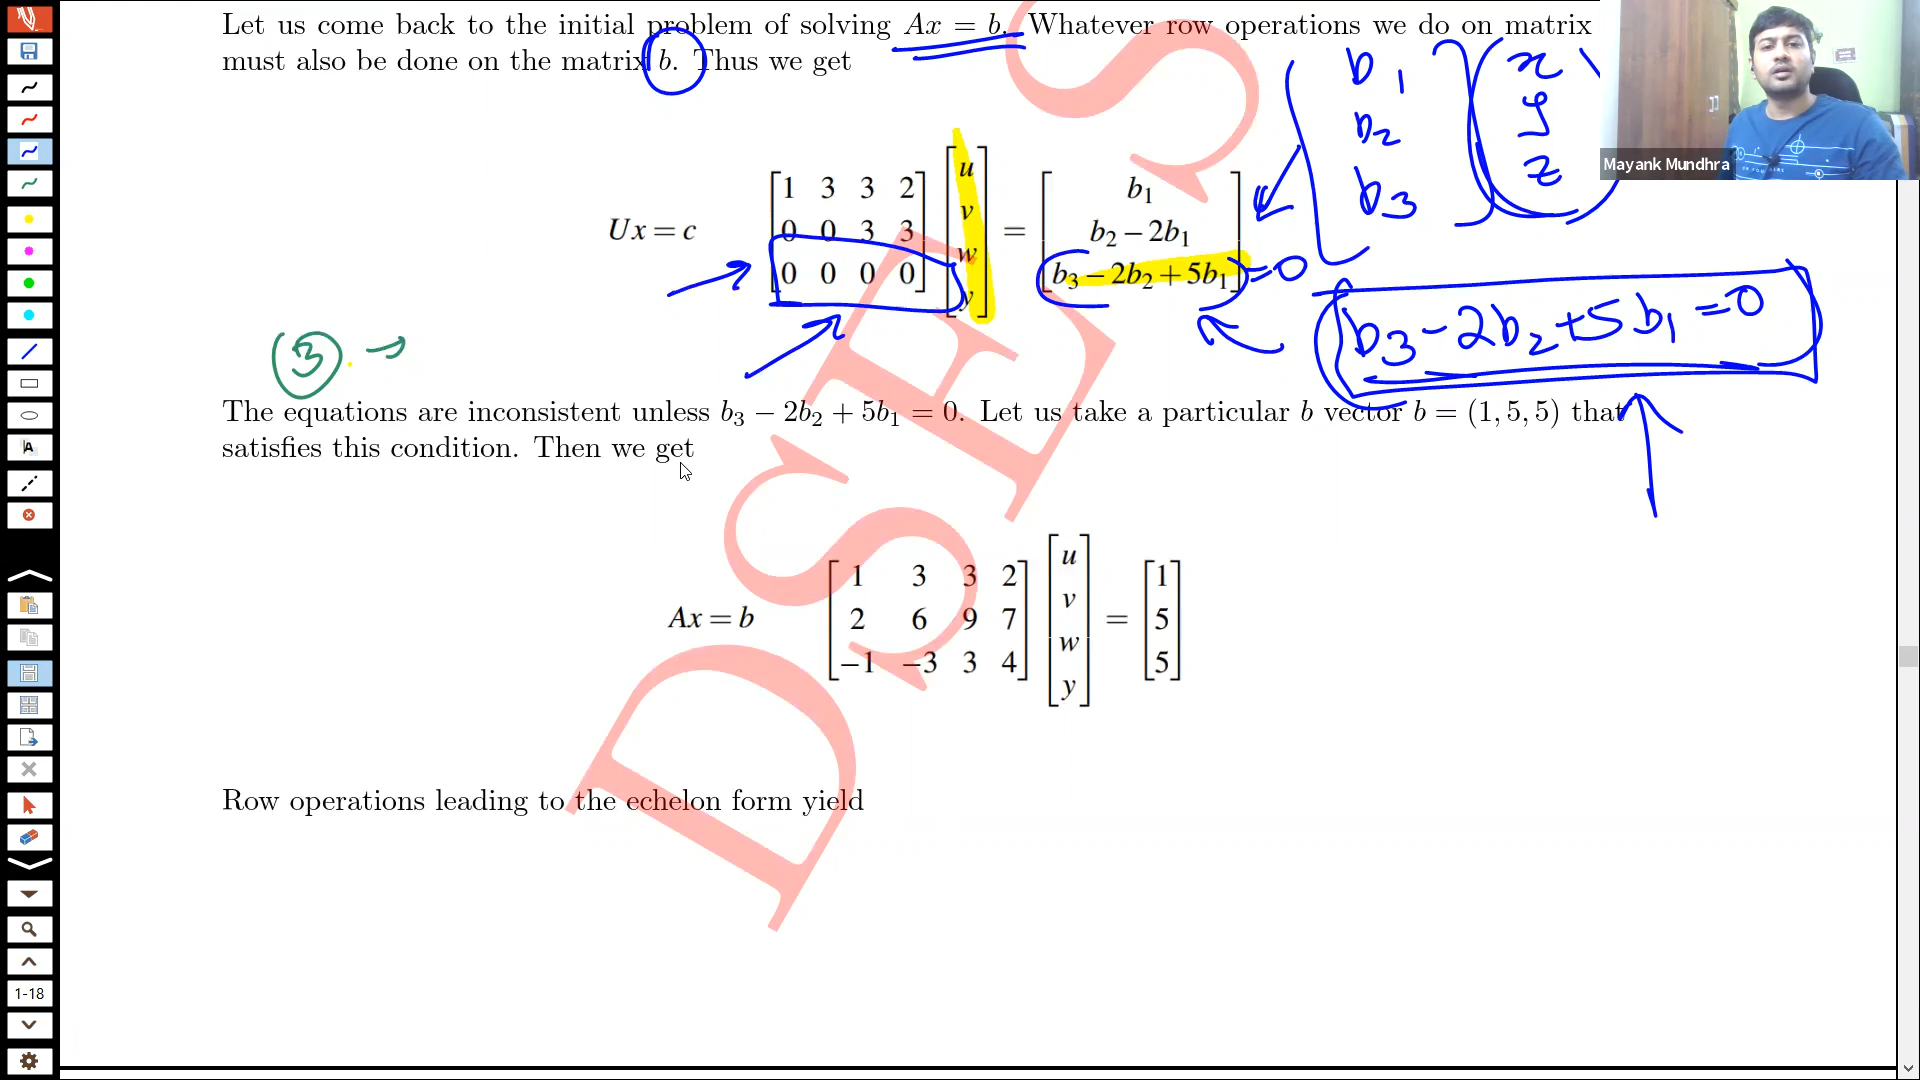 Let us come back to the initial problem of solving Ax = b. Whatever row operations we do on matrix
must also be done on the matrix b. Thus we get
b1
b2
b3
x
y
z
Mayank Mundhra
Ux = c
[1 3 3 2
0 0 3 3
0 0 0 0] [u
v
w
y] = [b1
b2 − 2b1
b3 − 2b2 + 5b1] = 0
b3 − 2b2 + 5b1 = 0
3 →
The equations are inconsistent unless b3 − 2b2 + 5b1 = 0. Let us take a particular b vector b = (1, 5, 5) that
satisfies this condition. Then we get
Ax = b
[1 3 3 2
2 6 9 7
−1 −3 3 4] [u
v
w
y] = [1
5
5]
Row operations leading to the echelon form yield
DSES
A
1-18